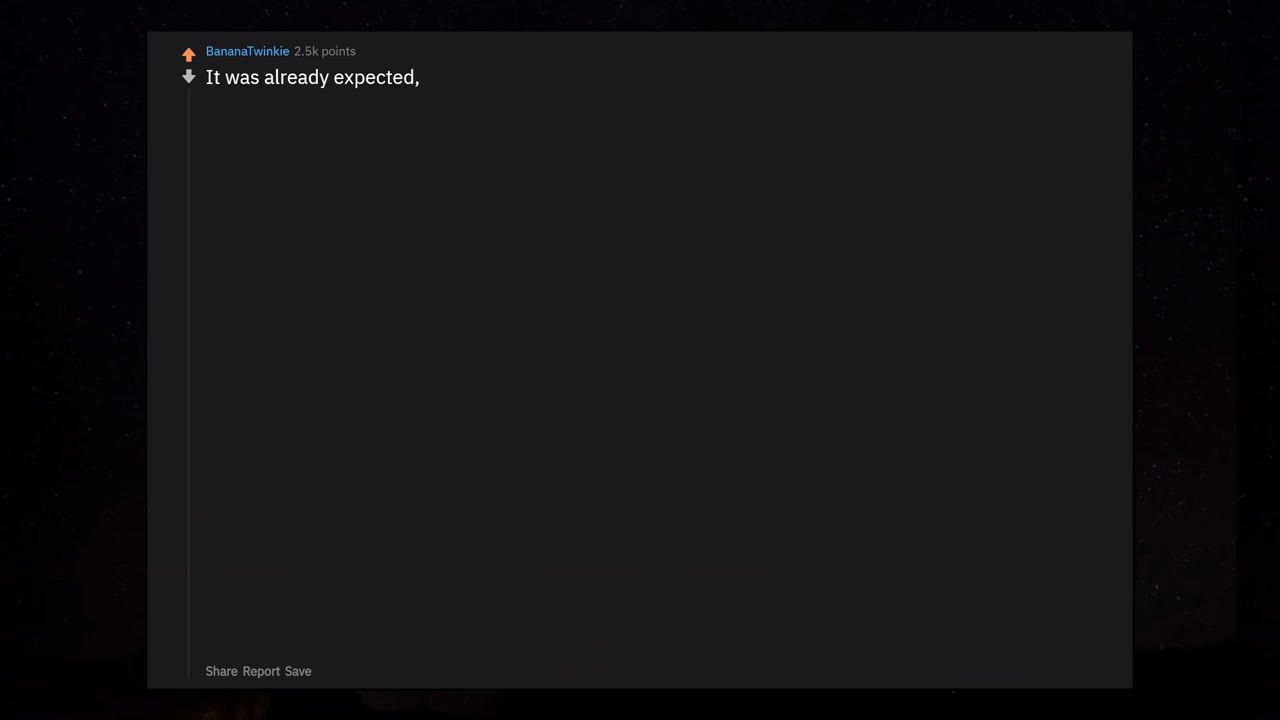 BananaTwinkie 2.5k points
It was already expected,
Share Report Save